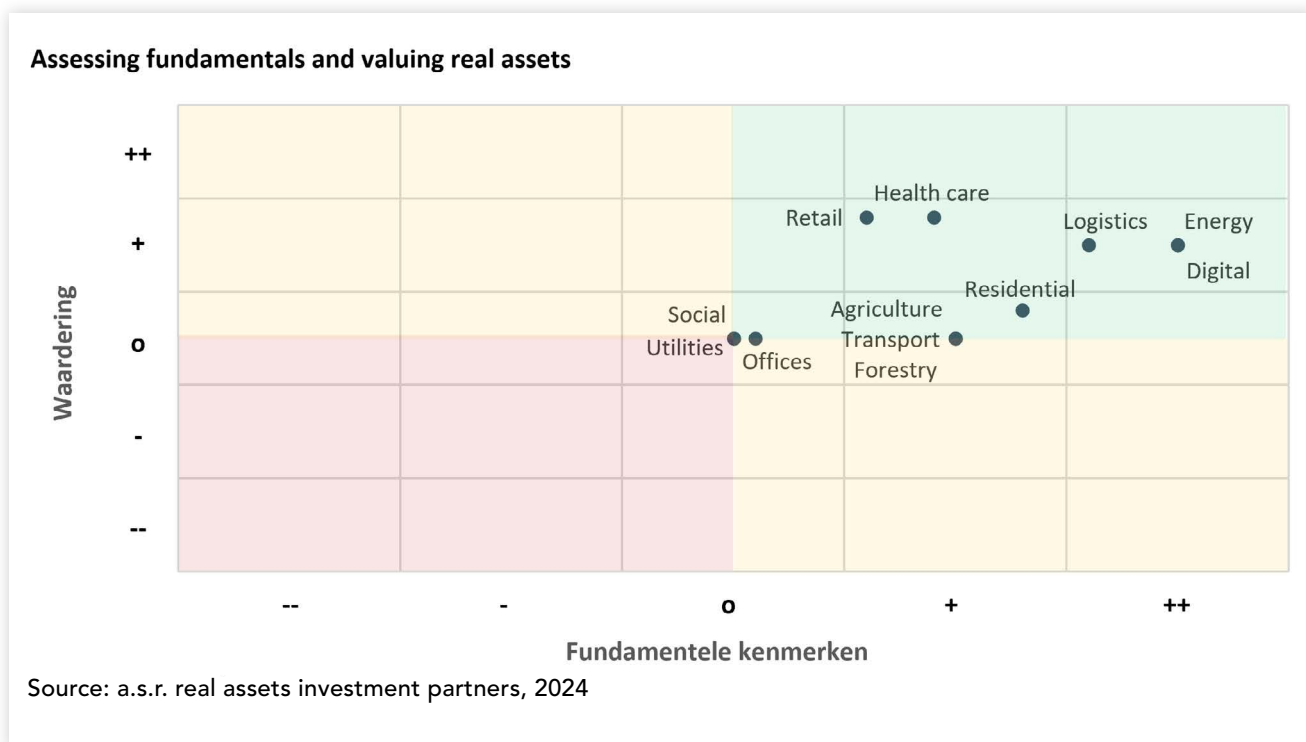 Assessing fundamentals and valuing real assets
++
Health care
Retail
Logistics
Energy
+
Digital
Residential
Social
Agriculture
Utilities
Transport
o
Offices
Forestry
Waardering
-
--
--
-
o
+
++
Fundamentele kenmerken
Source: a.s.r. real assets investment partners, 2024